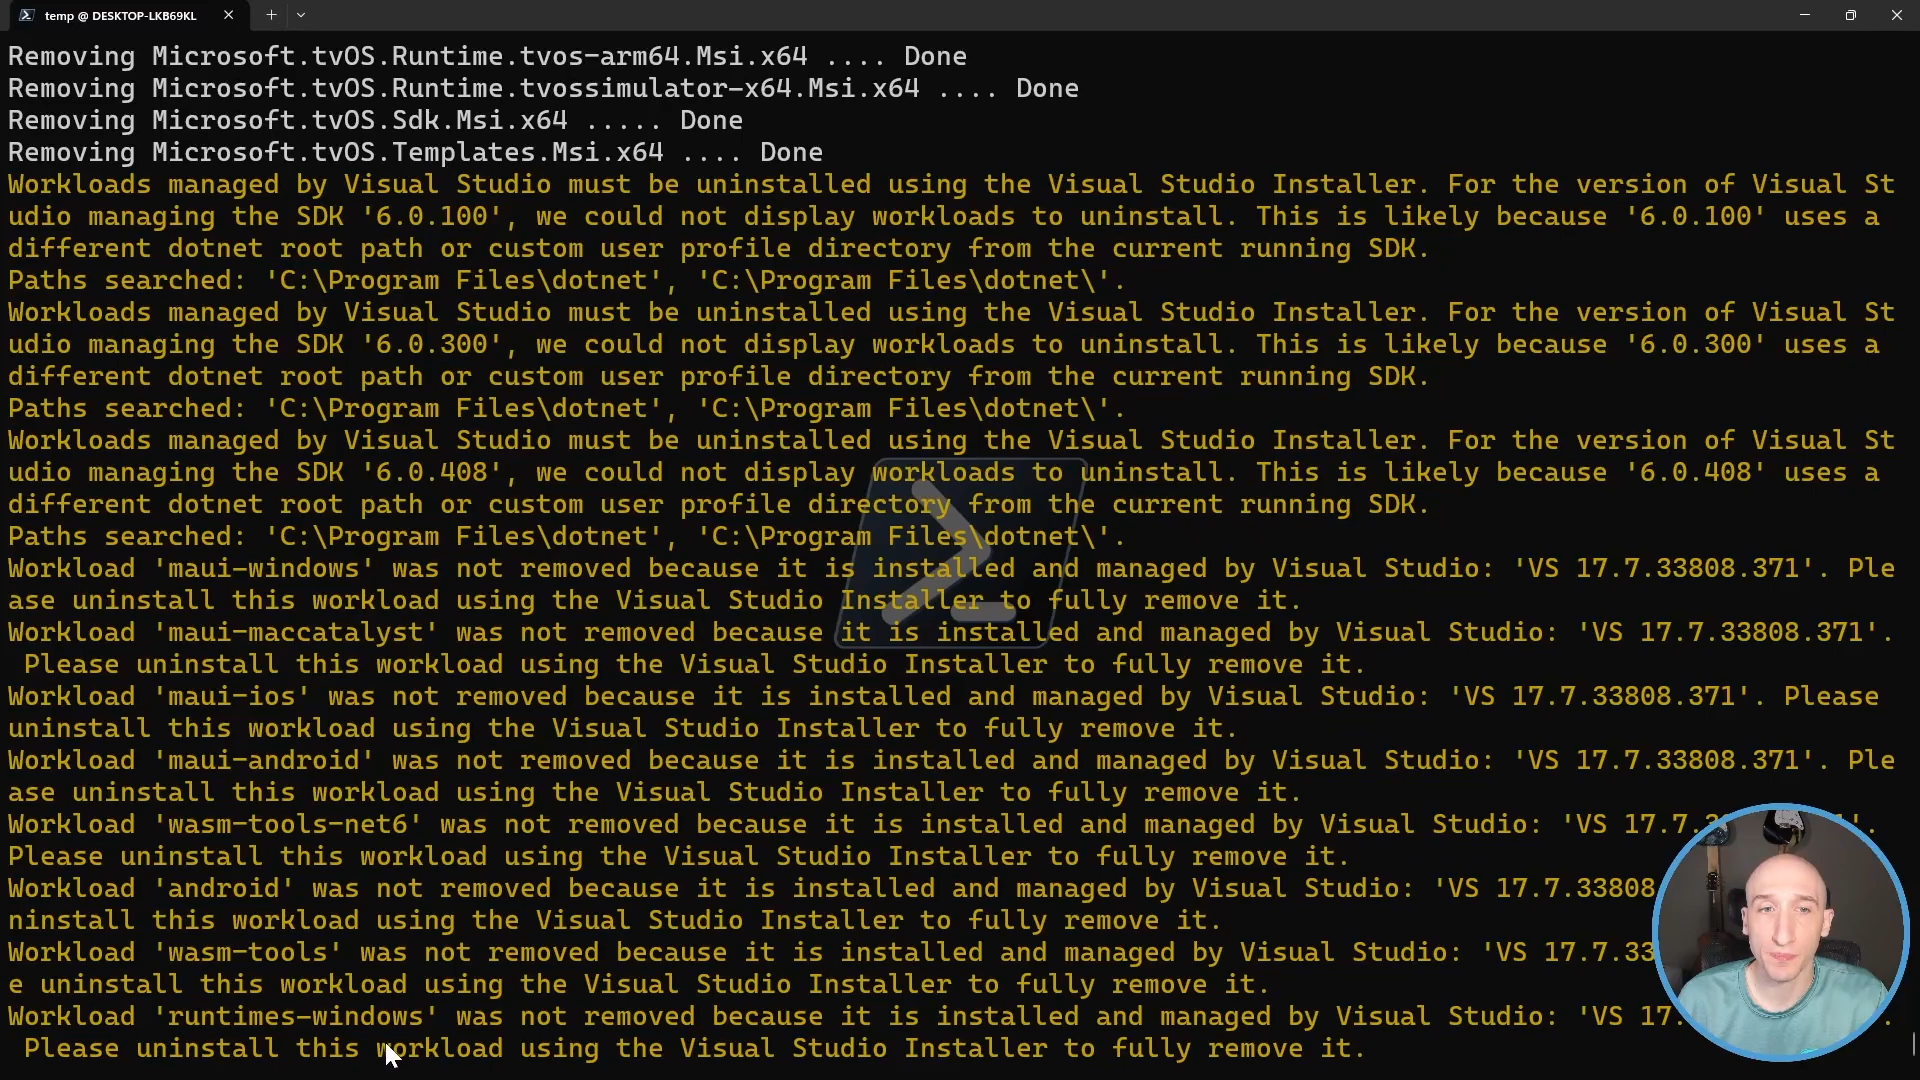 temp @ DESKTOP-LKB69KL
Removing Microsoft.tvOS.Runtime.tvos-arm64.Msi.x64 .... Done
Removing Microsoft.tvOS.Runtime.tvossimulator-x64.Msi.x64 .... Done
Removing Microsoft.tvOS.Sdk.Msi.x64 ..... Done
Removing Microsoft.tvOS.Templates.Msi.x64 .... Done
Workloads managed by Visual Studio must be uninstalled using the Visual Studio Installer. For the version of Visual St
udio managing the SDK '6.0.100', we could not display workloads to uninstall. This is likely because '6.0.100' uses a
different dotnet root path or custom user profile directory from the current running SDK.
Paths searched: 'C:\Program Files\dotnet', 'C:\Program Files\dotnet\'.
Workloads managed by Visual Studio must be uninstalled using the Visual Studio Installer. For the version of Visual St
udio managing the SDK '6.0.300', we could not display workloads to uninstall. This is likely because '6.0.300' uses a
different dotnet root path or custom user profile directory from the current running SDK.
Paths searched: 'C:\Program Files\dotnet', 'C:\Program Files\dotnet\'.
Workloads managed by Visual Studio must be uninstalled using the Visual Studio Installer. For the version of Visual St
udio managing the SDK '6.0.408', we could not display workloads to uninstall. This is likely because '6.0.408' uses a
different dotnet root path or custom user profile directory from the current running SDK.
Paths searched: 'C:\Program Files\dotnet', 'C:\Program Files\dotnet\'.
Workload 'maui-windows' was not removed because it is installed and managed by Visual Studio: 'VS 17.7.33808.371'. Ple
ase uninstall this workload using the Visual Studio Installer to fully remove it.
Workload 'maui-maccatalyst' was not removed because it is installed and managed by Visual Studio: 'VS 17.7.33808.371'.
Please uninstall this workload using the Visual Studio Installer to fully remove it.
Workload 'maui-ios' was not removed because it is installed and managed by Visual Studio: 'VS 17.7.33808.371'. Please
uninstall this workload using the Visual Studio Installer to fully remove it.
Workload 'maui-android' was not removed because it is installed and managed by Visual Studio: 'VS 17.7.33808.371'. Ple
ase uninstall this workload using the Visual Studio Installer to fully remove it.
Workload 'wasm-tools-net6' was not removed because it is installed and managed by Visual Studio: 'VS 17.7.
Please uninstall this workload using the Visual Studio Installer to fully remove it.
Workload 'android' was not removed because it is installed and managed by Visual Studio: 'VS 17.7.33808
ninstall this workload using the Visual Studio Installer to fully remove it.
Workload 'wasm-tools' was not removed because it is installed and managed by Visual Studio: 'VS 17.7.33
e uninstall this workload using the Visual Studio Installer to fully remove it.
Workload 'runtimes-windows' was not removed because it is installed and managed by Visual Studio: 'VS 17.
Please uninstall this workload using the Visual Studio Installer to fully remove it.